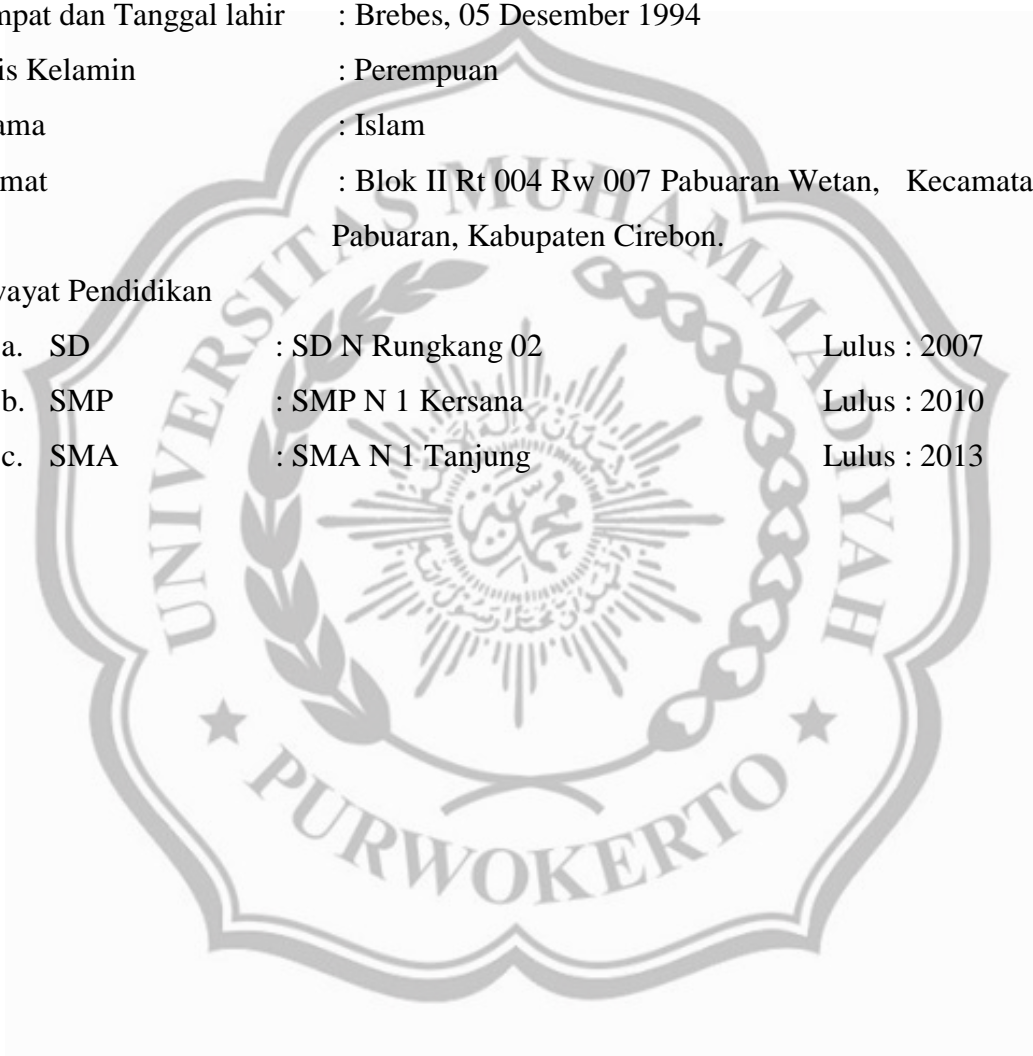 mpat dan Tanggal lahir : Brebes, 05 Desember 1994
is Kelamin : Perempuan
ama : Islam
mat : Blok II Rt 004 Rw 007 Pabuaran Wetan, Kecamata
Pabuaran, Kabupaten Cirebon.
wayat Pendidikan
a. SD : SD N Rungkang 02 Lulus : 2007
b. SMP : SMP N 1 Kersana Lulus : 2010
c. SMA : SMA N 1 Tanjung Lulus : 2013
UNIVERSITAS MUHAMMADIYAH
PURWOKERTO